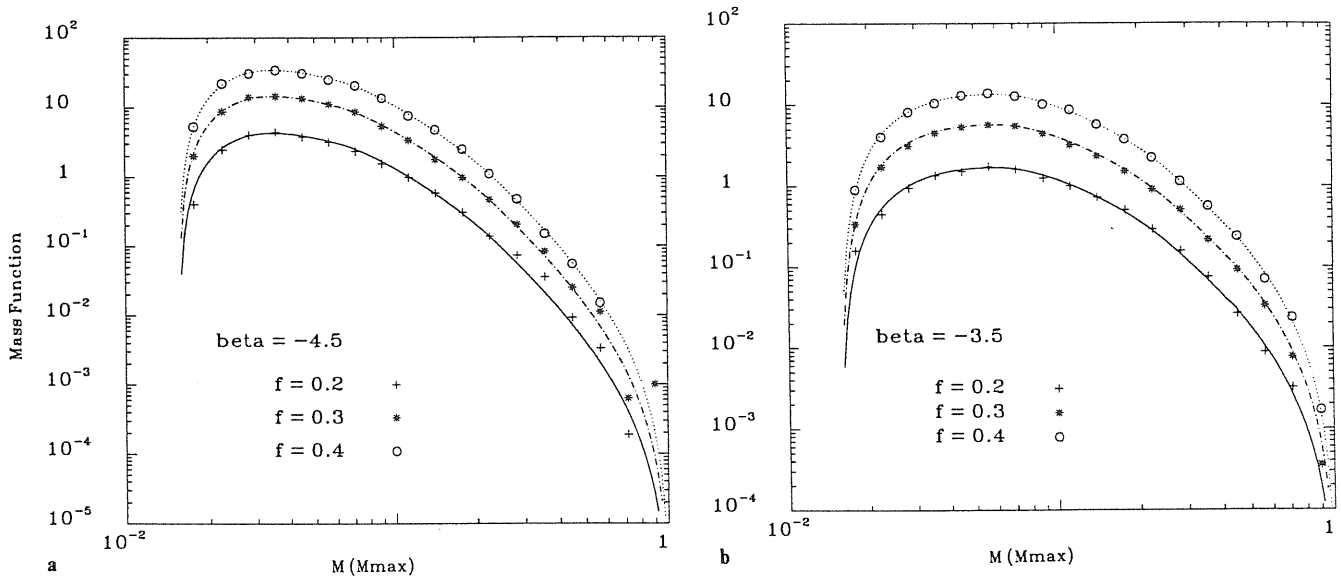 10^2
10
1
10^-1
10^-2
10^-3
10^-4
10^-5
Mass Function
beta = -4.5
f = 0.2 +
f = 0.3 *
f = 0.4 o
10^-2
1
a
M (Mmax)
10^2
10
1
10^-1
10^-2
10^-3
10^-4
beta = -3.5
f = 0.2 +
f = 0.3 *
f = 0.4 o
10^-2
1
b
M (Mmax)